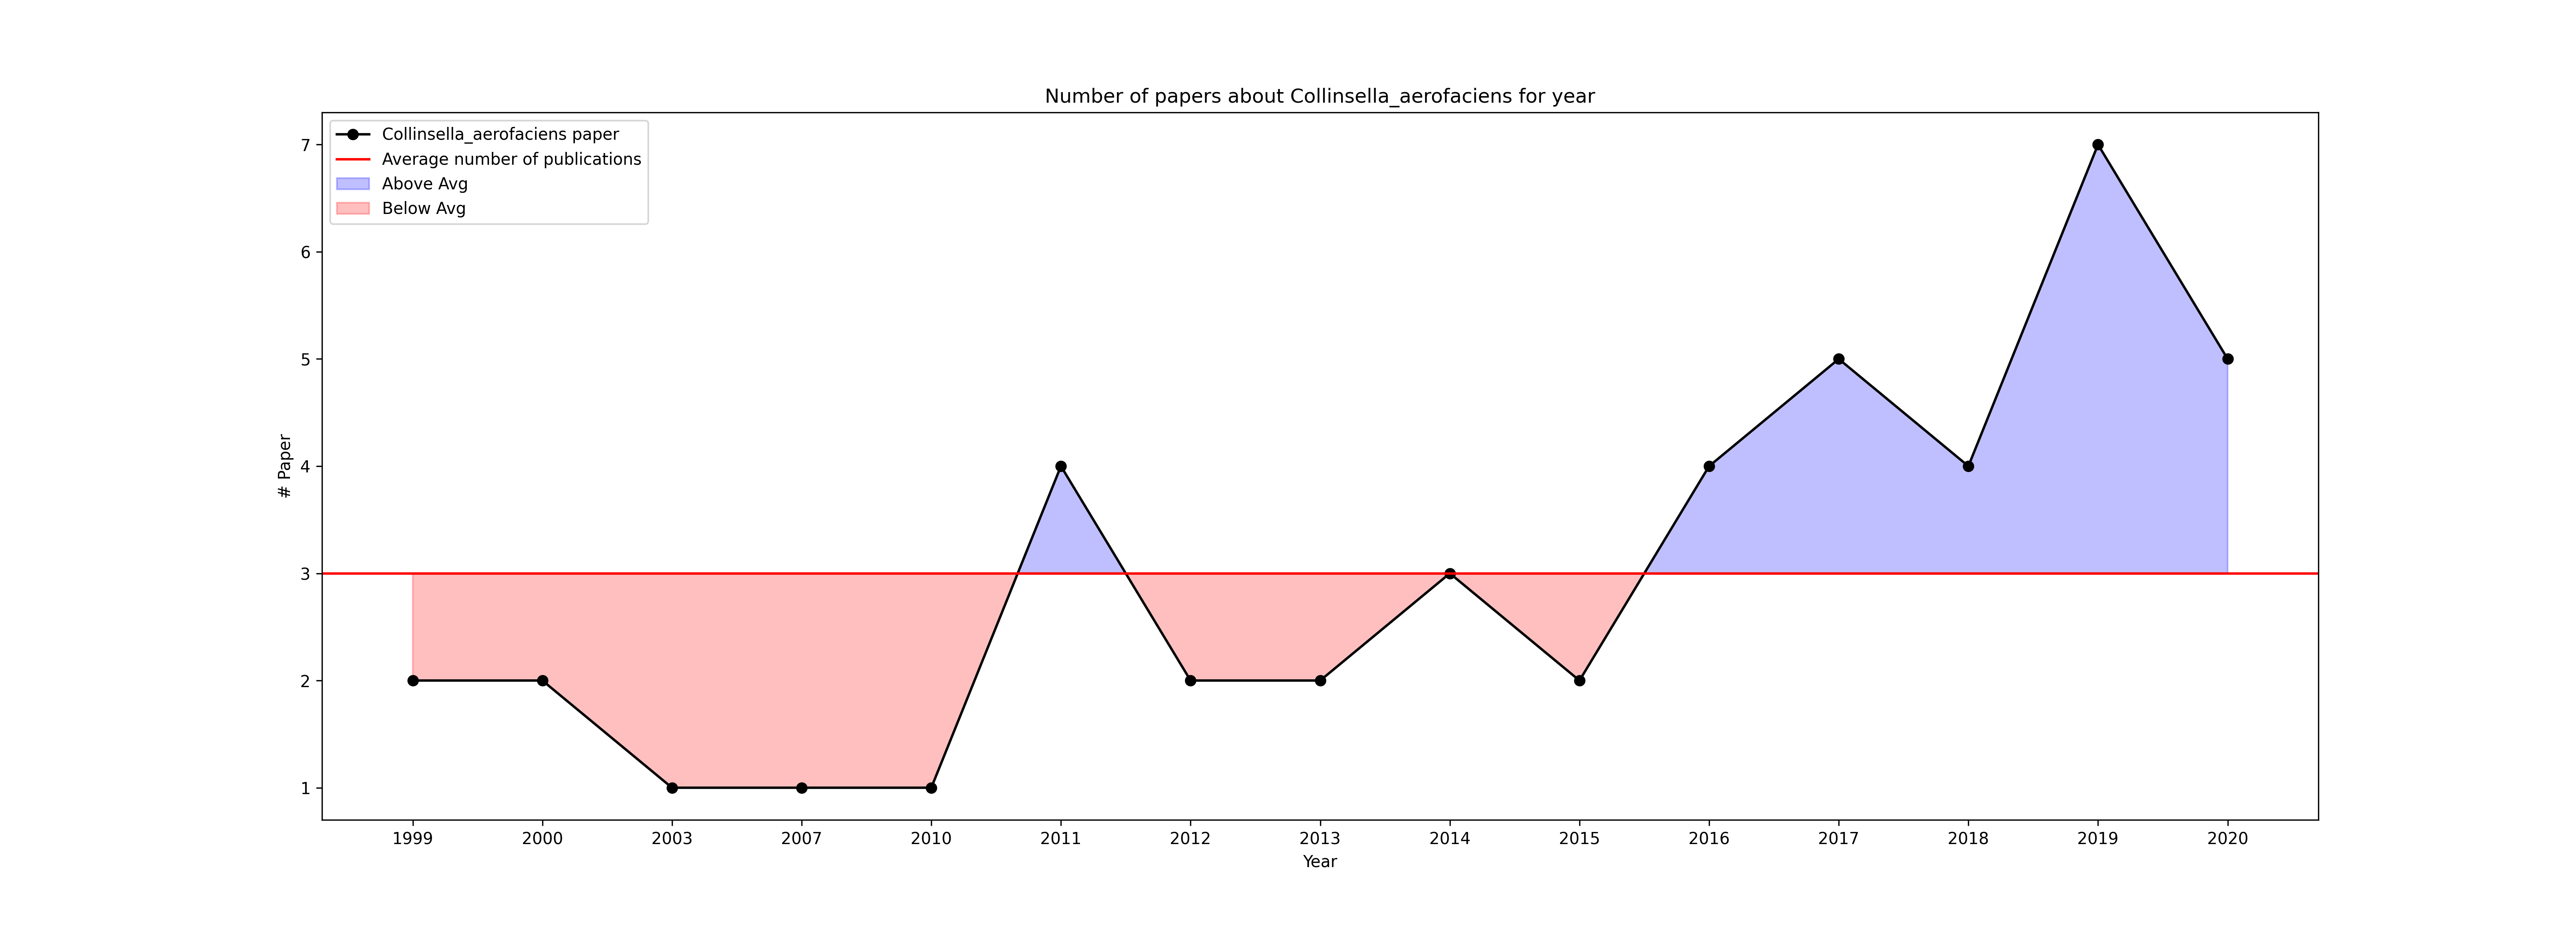 Number of papers about Collinsella_aerofaciens for year
Collinsella_aerofaciens paper
Average number of publications
Above Avg
Below Avg
7
6
5
4
3
2
1
# Paper
1999 2000 2003 2007 2010 2011 2012 2013 2014 2015 2016 2017 2018 2019 2020
Year